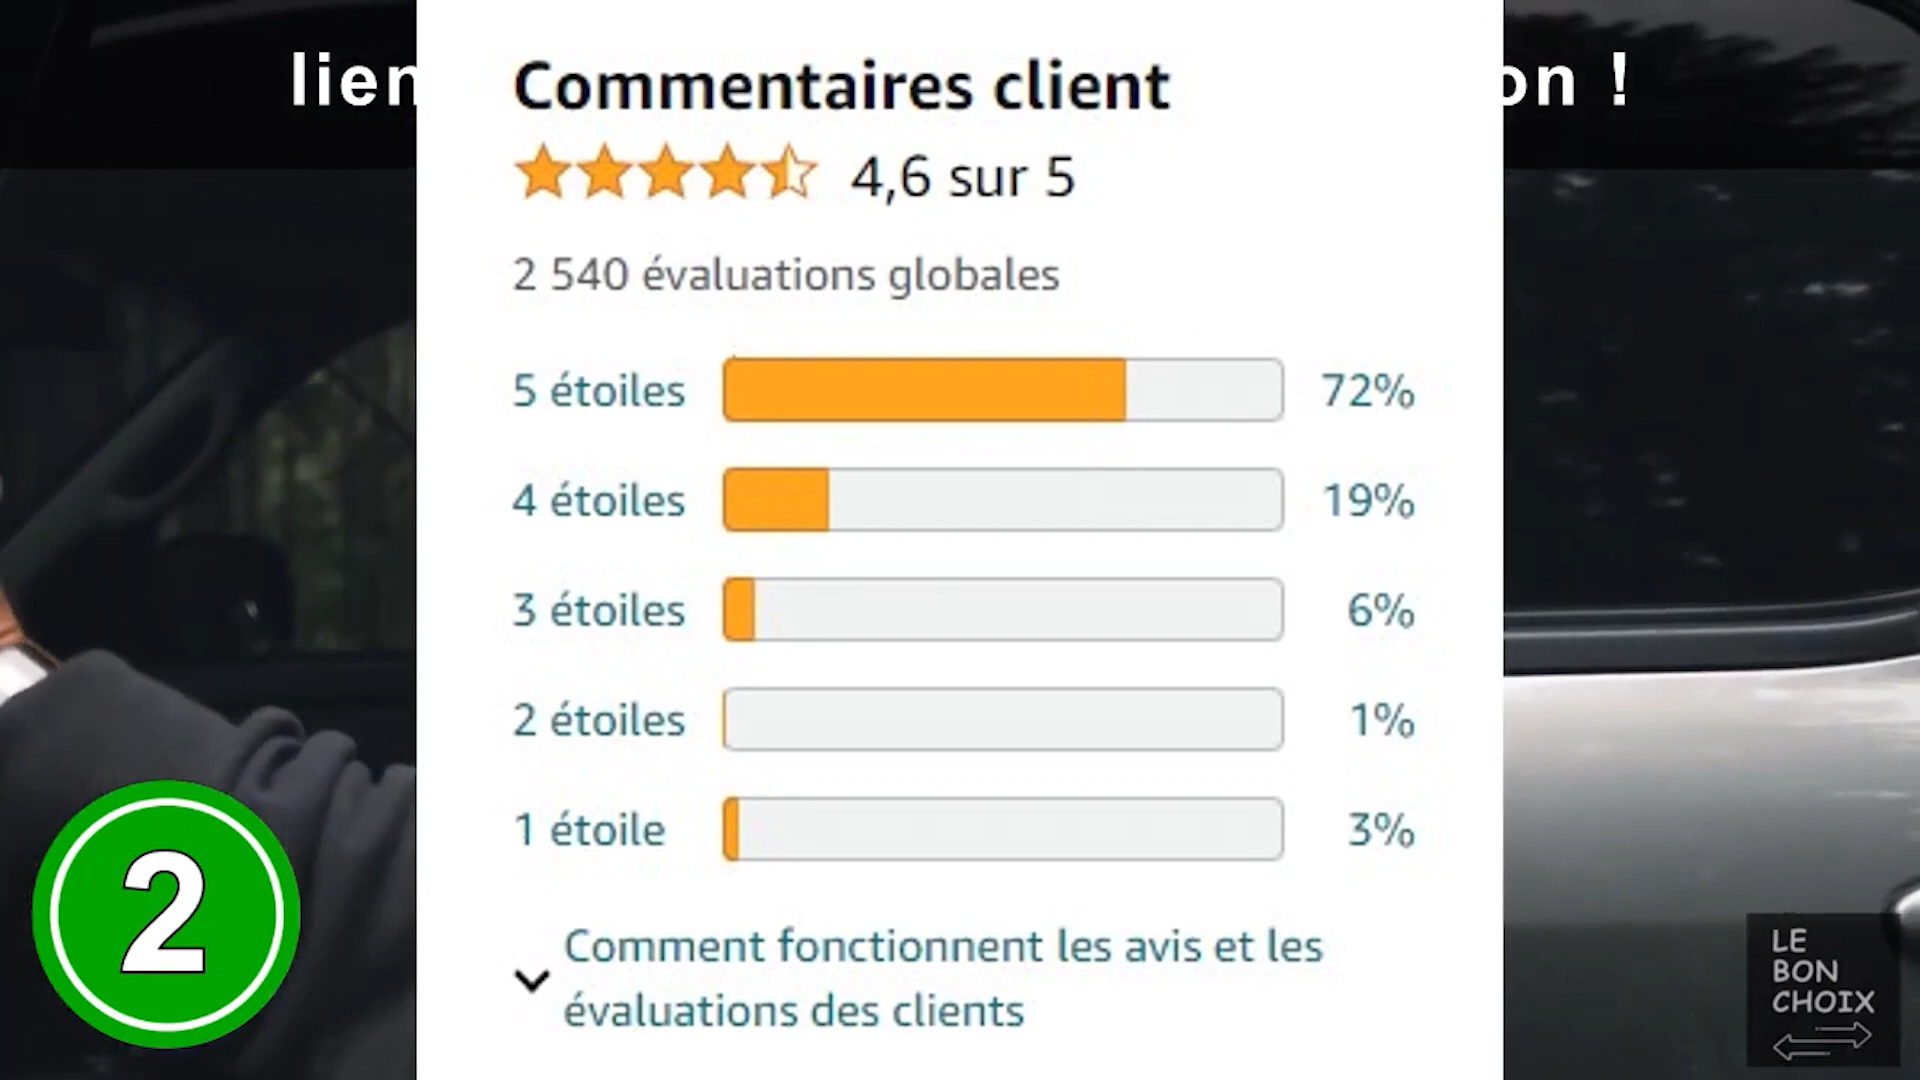 lien
on !
Commentaires client
4,6 sur 5
2 540 évaluations globales
5 étoiles 72%
4 étoiles 19%
3 étoiles 6%
2 étoiles 1%
1 étoile 3%
Comment fonctionnent les avis et les
évaluations des clients
2
LE
BON
CHOIX